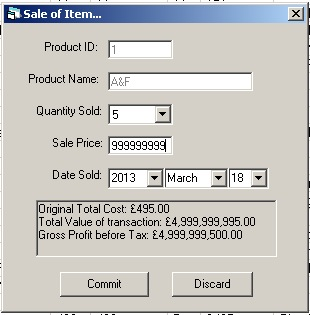 Sale of Item...
Product ID: 1
Product Name: A&F
Quantity Sold: 5
Sale Price: 999999999
Date Sold: 2013 March 18
Original Total Cost: £495.00
Total Value of transaction: £4,999,999,995.00
Gross Profit before Tax: £4,999,999,500.00
Commit Discard